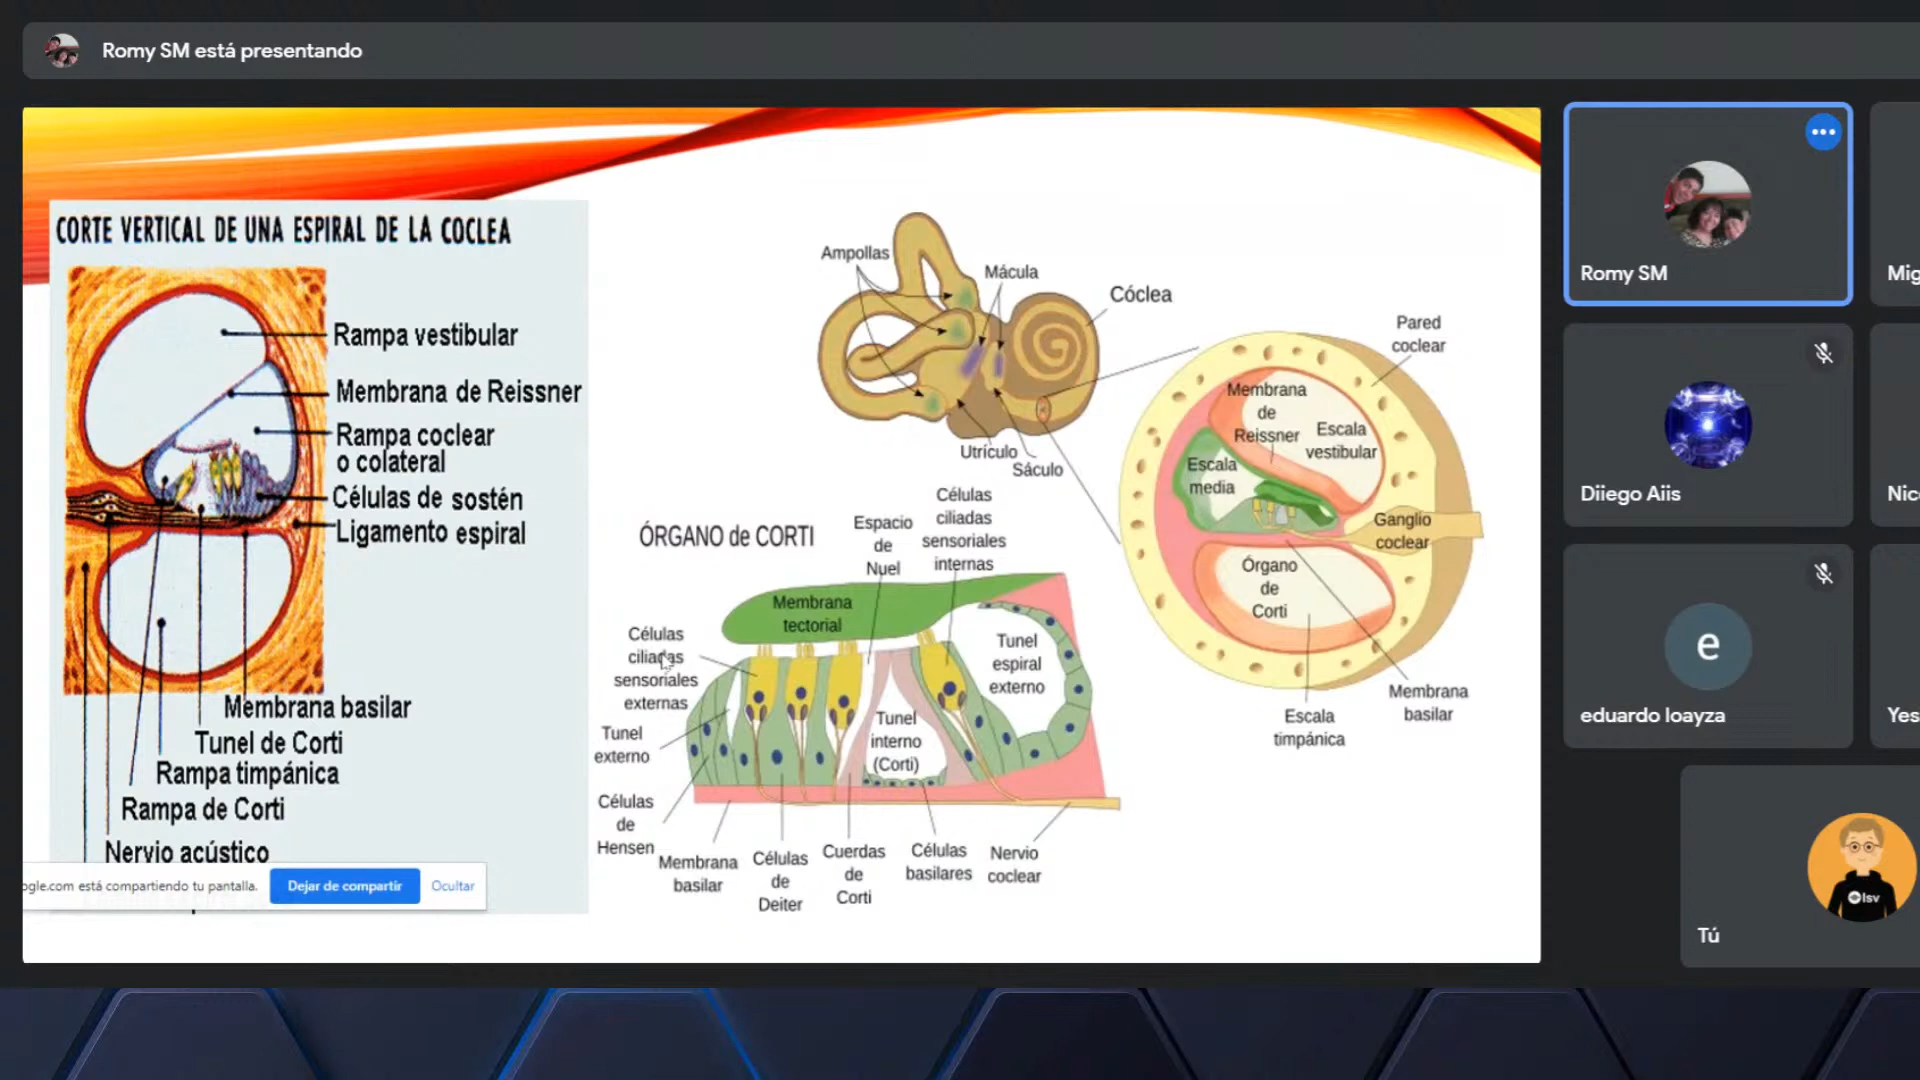 Romy SM está presentando
CORTE VERTICAL DE UNA ESPIRAL DE LA COCLEA
Rampa vestibular
Membrana de Reissner
Rampa coclear
o colateral
Células de sostén
Ligamento espiral
Membrana basilar
Tunel de Corti
Rampa timpánica
Rampa de Corti
Nervio acústico
ogle.com está compartiendo tu pantalla.
Dejar de compartir
Ocultar
Ampollas
Mácula
Cóclea
Utrículo
Sáculo
Pared
coclear
Membrana
de
Reissner
Escala
vestibular
Escala
media
Ganglio
coclear
Órgano
de
Corti
Escala
timpánica
Membrana
basilar
ÓRGANO de CORTI
Espacio
de
Nuel
Células
ciliadas
sensoriales
internas
Membrana
tectorial
Células
ciliadas
sensoriales
externas
Tunel
espiral
externo
Tunel
externo
Tunel
interno
(Corti)
Células
de
Hensen
Membrana
basilar
Células
de
Deiter
Cuerdas
de
Corti
Células
basilares
Nervio
coclear
Romy SM
Mig
Diiego Aiis
Nic
e
eduardo loayza
Yes
lsv
Tú